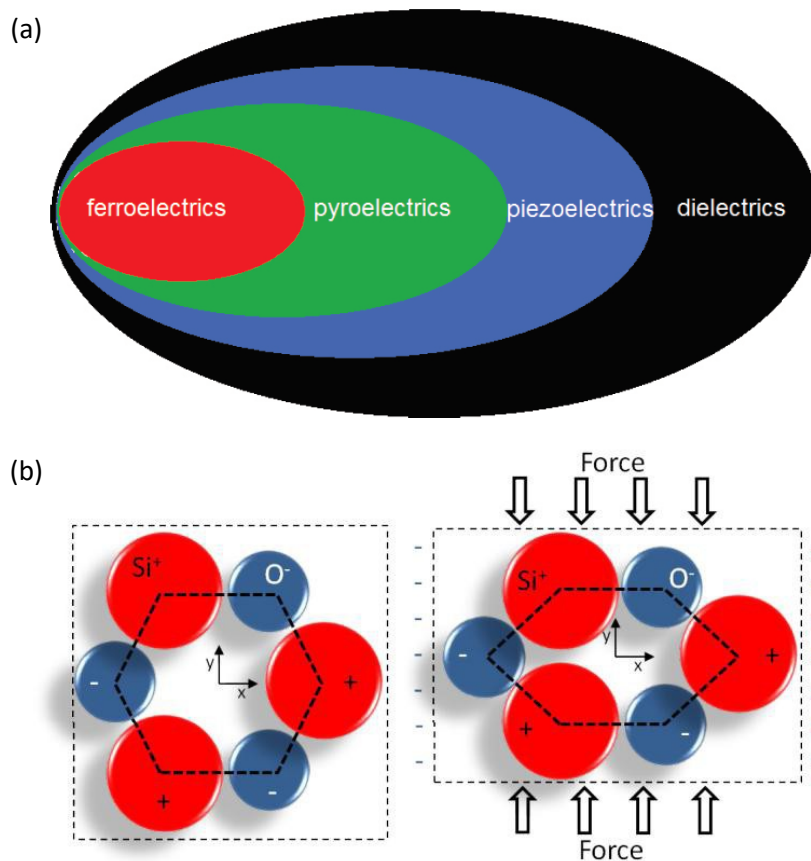 (a)
ferroelectrics pyroelectrics piezoelectrics dielectrics
(b)
Force
Si⁺ O⁻
- +
+ -
y
x
Force
Si⁺ O⁻
- +
+ -
y
x
-
-
-
-
-
-
-